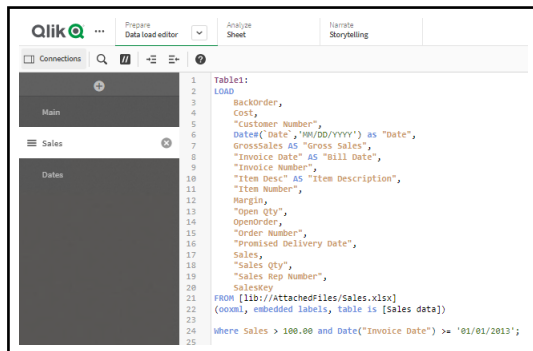 Qlik ... Prepare Analyze Narrate
Data load editor Sheet Storytelling
Connections
Main
Sales
Dates
1 Table1:
2 LOAD
3 BackOrder,
4 Cost,
5 "Customer Number",
6 Date#(`Date`,'MM/DD/YYYY') as "Date",
7 GrossSales AS "Gross Sales",
8 "Invoice Date" AS "Bill Date",
9 "Invoice Number",
10 "Item Desc" AS "Item Description",
11 "Item Number",
12 Margin,
13 "Open Qty",
14 OpenOrder,
15 "Order Number",
16 "Promised Delivery Date",
17 Sales,
18 "Sales Qty",
19 "Sales Rep Number",
20 SalesKey
21 FROM [lib://AttachedFiles/Sales.xlsx]
22 (ooxml, embedded labels, table is [Sales data])
23
24 Where Sales > 100.00 and Date("Invoice Date") >= '01/01/2013';
25